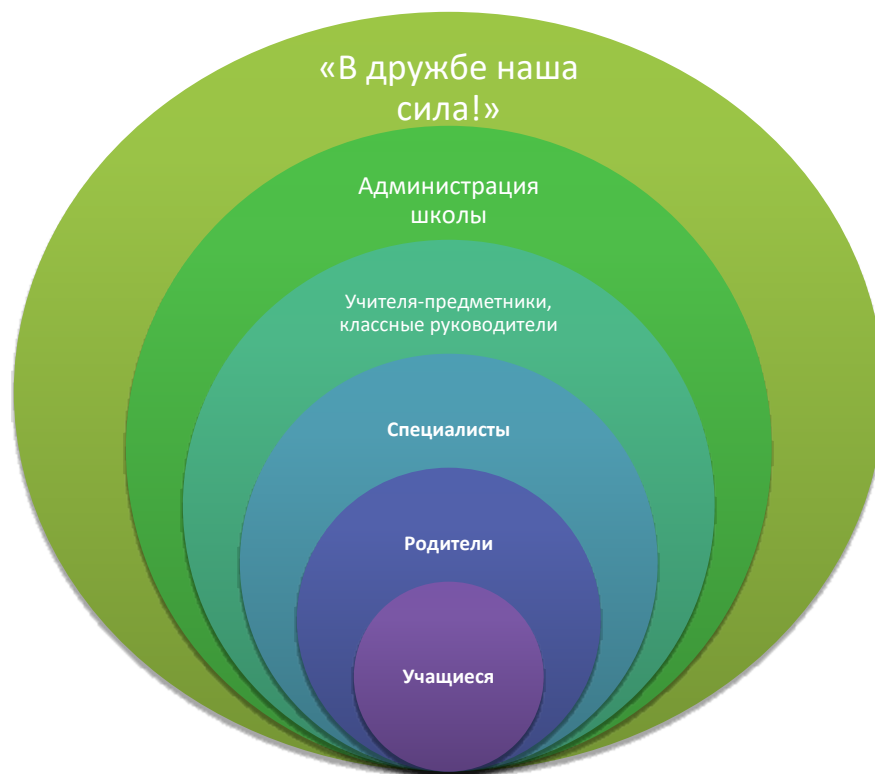 «В дружбе наша
сила!»
Администрация
школы
Учителя-предметники,
классные руководители
Специалисты
Родители
Учащиеся